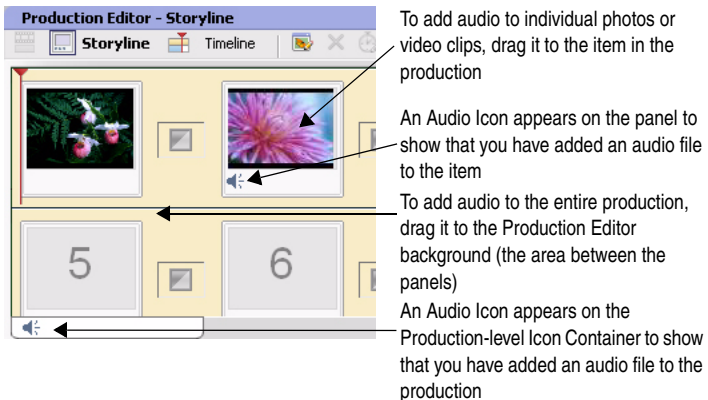 Production Editor - Storyline
Storyline
Timeline
5
6
To add audio to individual photos or
video clips, drag it to the item in the
production
An Audio Icon appears on the panel to
show that you have added an audio file
to the item
To add audio to the entire production,
drag it to the Production Editor
background (the area between the
panels)
An Audio Icon appears on the
Production-level Icon Container to show
that you have added an audio file to the
production